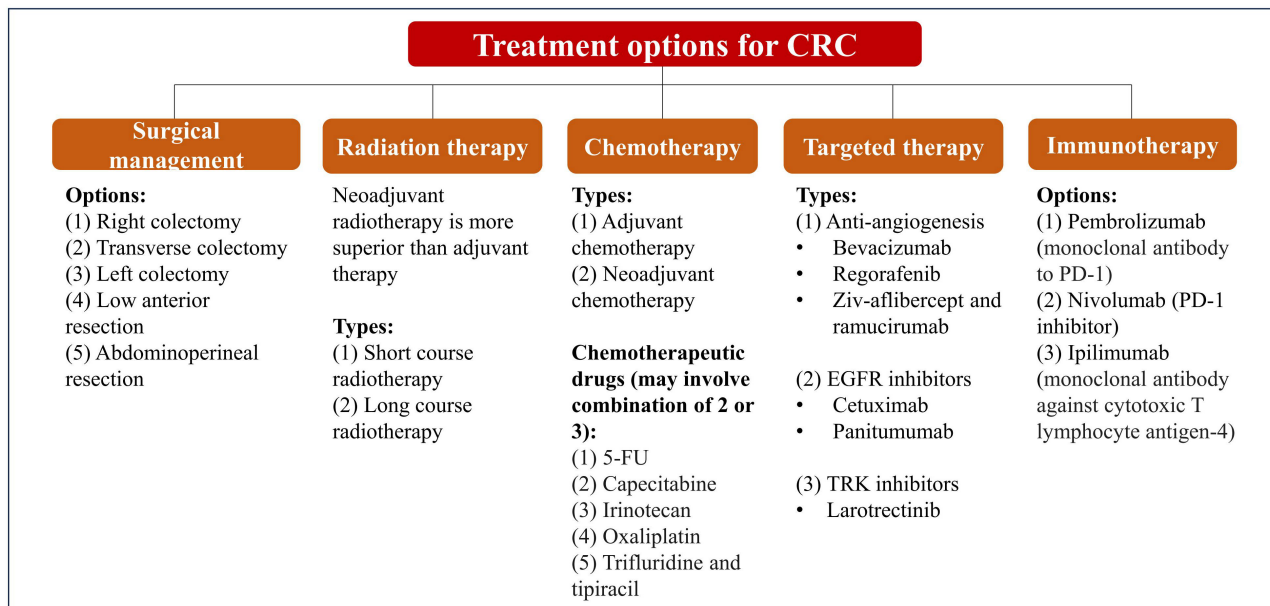 Treatment options for CRC
Surgical
management
Options:
(1) Right colectomy
(2) Transverse colectomy
(3) Left colectomy
(4) Low anterior
resection
(5) Abdominoperineal
resection
Radiation therapy
Neoadjuvant
radiotherapy is more
superior than adjuvant
therapy
Types:
(1) Short course
radiotherapy
(2) Long course
radiotherapy
Chemotherapy
Types:
(1) Adjuvant
chemotherapy
(2) Neoadjuvant
chemotherapy
Chemotherapeutic
drugs (may involve
combination of 2 or
3):
(1) 5-FU
(2) Capecitabine
(3) Irinotecan
(4) Oxaliplatin
(5) Trifluridine and
tipiracil
Targeted therapy
Types:
(1) Anti-angiogenesis
• Bevacizumab
• Regorafenib
• Ziv-aflibercept and
ramucirumab
(2) EGFR inhibitors
• Cetuximab
• Panitumumab
(3) TRK inhibitors
• Larotrectinib
Immunotherapy
Options:
(1) Pembrolizumab
(monoclonal antibody
to PD-1)
(2) Nivolumab (PD-1
inhibitor)
(3) Ipilimumab
(monoclonal antibody
against cytotoxic T
lymphocyte antigen-4)